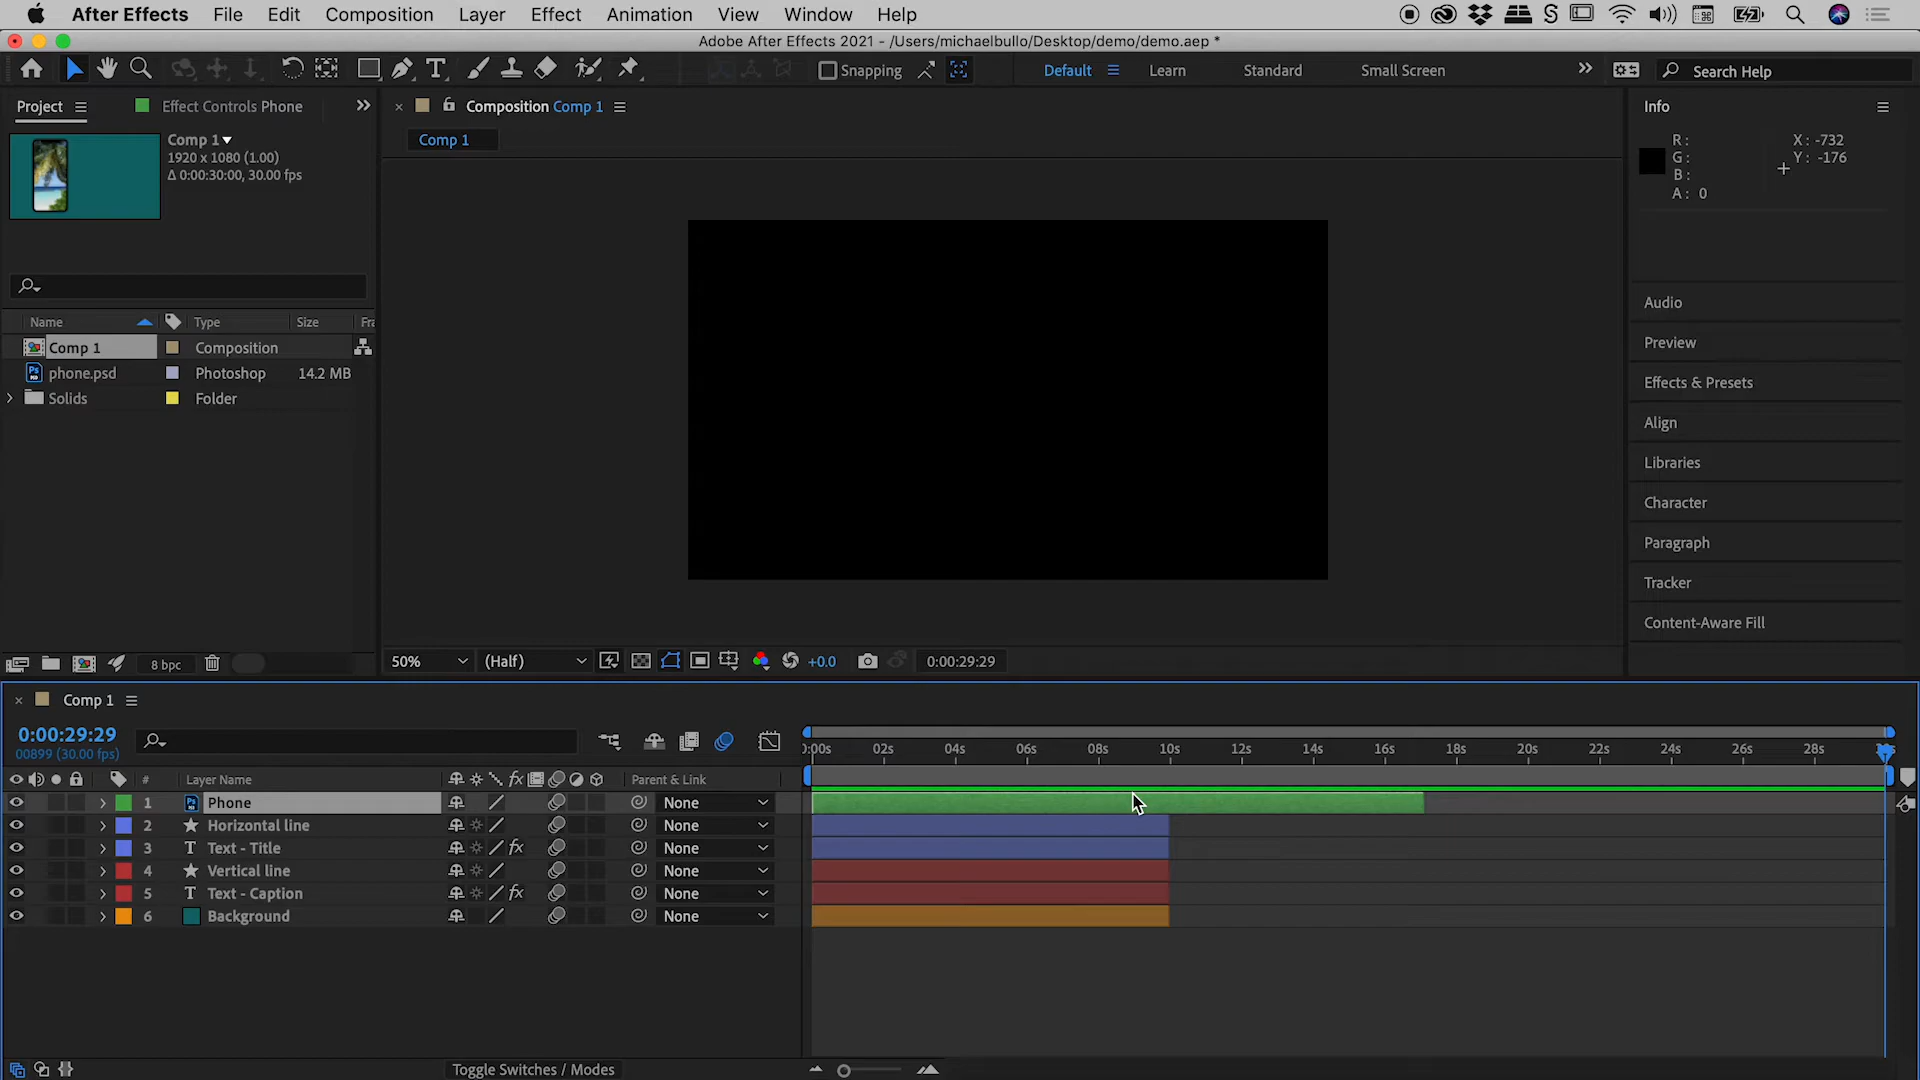 After Effects File Edit Composition Layer Effect Animation View Window Help
Adobe After Effects 2021 - /Users/michaelbullo/Desktop/demo/demo.aep *
Snapping Default Learn Standard Small Screen Search Help
Project Effect Controls Phone
Composition Comp 1
Info
Comp 1
1920 x 1080 (1.00)
Δ 0:00:30:00, 30.00 fps
Comp 1
R :
G :
B :
A : 0
X : -732
Y : -176
Name Type Size Fra
Comp 1 Composition
phone.psd Photoshop 14.2 MB
Solids Folder
Audio
Preview
Effects & Presets
Align
Libraries
Character
Paragraph
Tracker
Content-Aware Fill
8 bpc
50% (Half) +0.0 0:00:29:29
Comp 1
0:00:29:29
00899 (30.00 fps)
02s 04s 06s 08s 10s 12s 14s 16s 18s 20s 22s 24s 26s 28s
# Layer Name fx Parent & Link
1 Ps Phone None
2 Horizontal line None
3 T Text - Title fx None
4 Vertical line None
5 T Text - Caption fx None
6 Background None
Toggle Switches / Modes